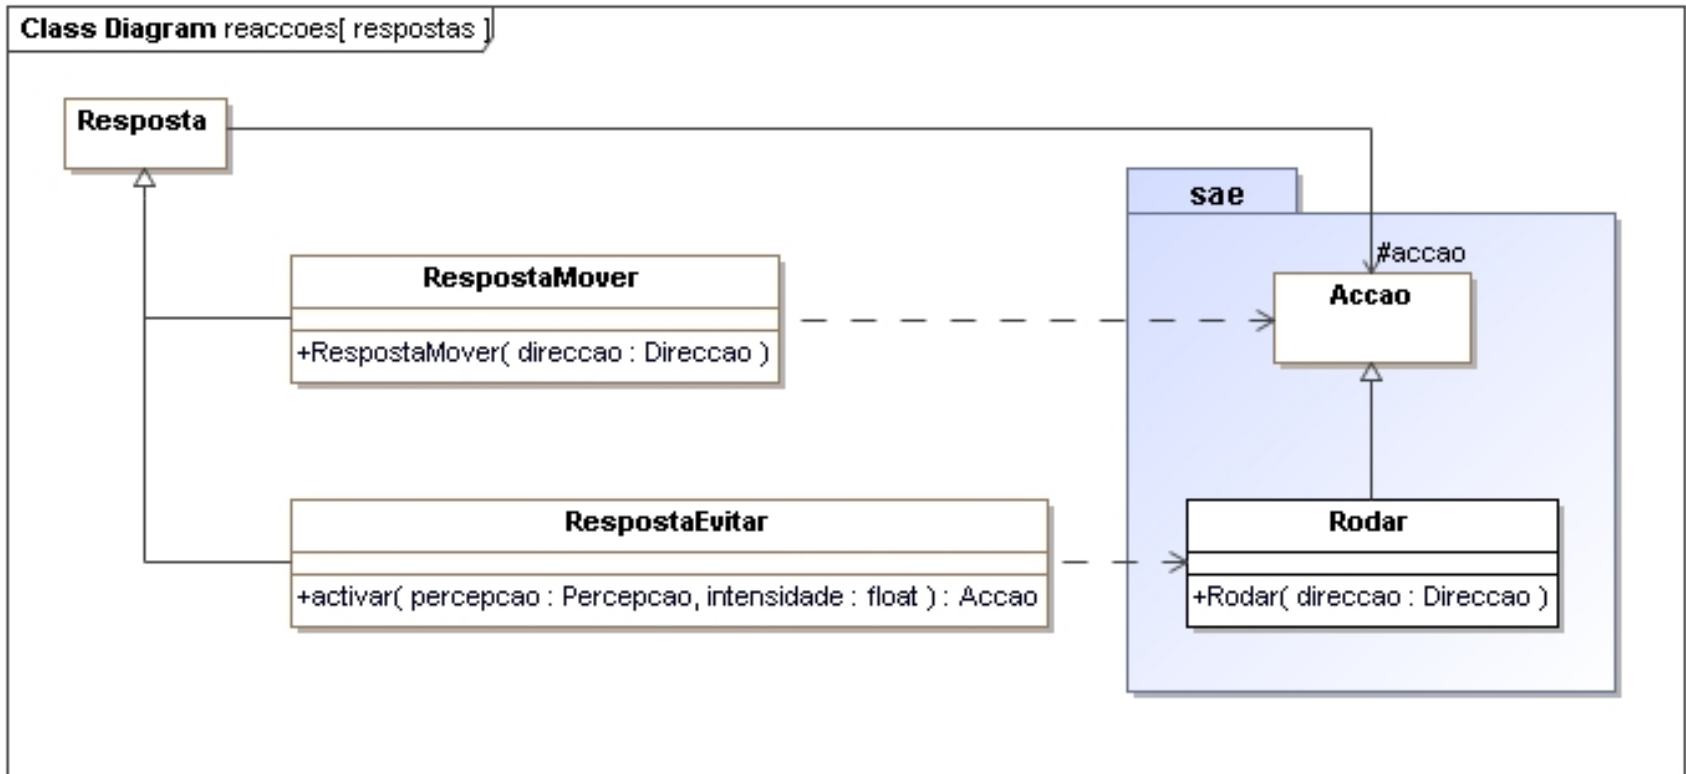 Class Diagram reaccoes[ respostas ]
Resposta
sae
#accao
RespostaMover
Accao
+RespostaMover( direccao : Direccao )
RespostaEvitar
Rodar
+activar( percepcao : Percepcao, intensidade : float ) : Accao
+Rodar( direccao : Direccao )